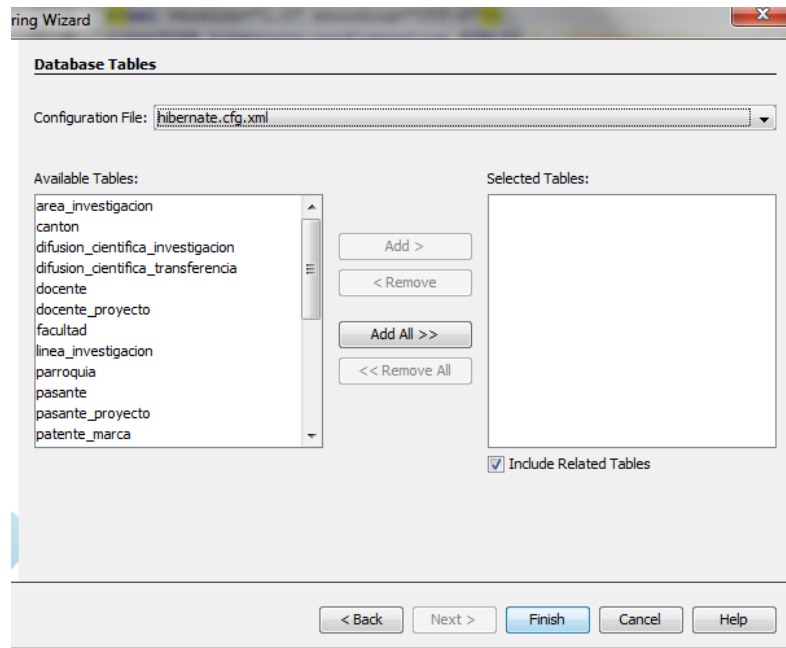 ring Wizard
Database Tables
Configuration File: hibernate.cfg.xml
Available Tables:
Selected Tables:
area_investigacion
canton
difusion_cientifica_investigacion
difusion_cientifica_transferencia
docente
docente_proyecto
facultad
linea_investigacion
parroquia
pasante
pasante_proyecto
patente_marca
Add >
< Remove
Add All >>
<< Remove All
Include Related Tables
< Back Next > Finish Cancel Help